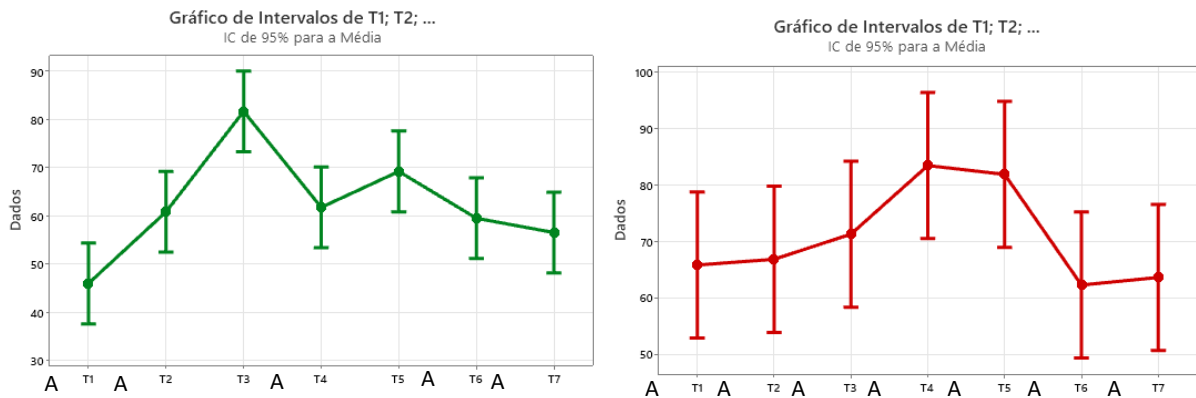 Gráfico de Intervalos de T1; T2; ...
IC de 95% para a Média
90
80
70
60
50
40
30
Dados
A T1 A T2 T3 A T4 T5 A T6 A T7
Gráfico de Intervalos de T1; T2; ...
IC de 95% para a Média
100
90
80
70
60
50
Dados
A T1 A T2 A T3 A T4 A T5 A T6 A T7